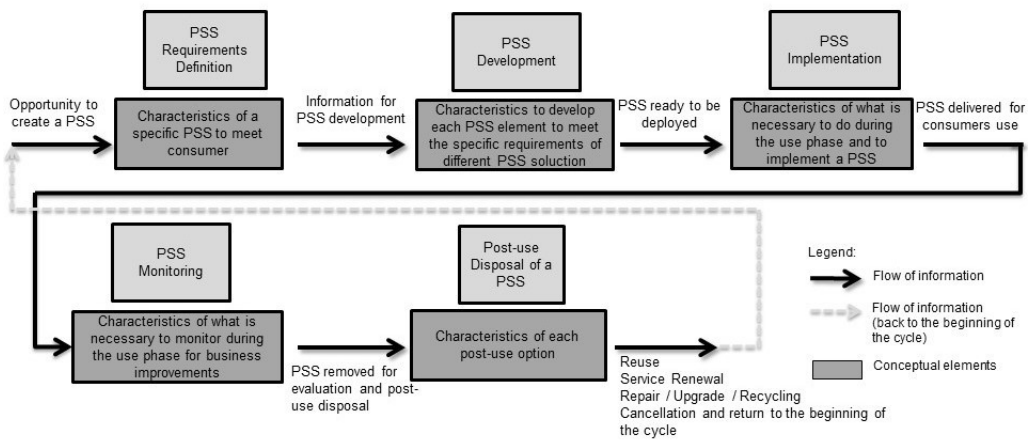 PSS
Requirements
Definition
PSS
Development
PSS
Implementation
Opportunity to
create a PSS
Characteristics of a
specific PSS to meet
consumer
Information for
PSS development
Characteristics to develop
each PSS element to meet
the specific requirements of
different PSS soluction
PSS ready to be
deployed
Characteristics of what is
necessary to do during
the use phase and to
implement a PSS
PSS delivered for
consumers use
PSS
Monitoring
Post-use
Disposal of a
PSS
Characteristics of what is
necessary to monitor during
the use phase for business
improvements
PSS removed for
evaluation and post-
use disposal
Characteristics of each
post-use option
Reuse
Service Renewal
Repair / Upgrade / Recycling
Cancellation and return to the beginning of
the cycle
Legend:
Flow of information
Flow of information
(back to the beginning of
the cycle)
Conceptual elements